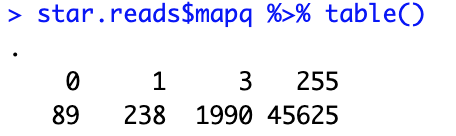 > star.reads$mapq %>% table()
.
0 1 3 255
89 238 1990 45625